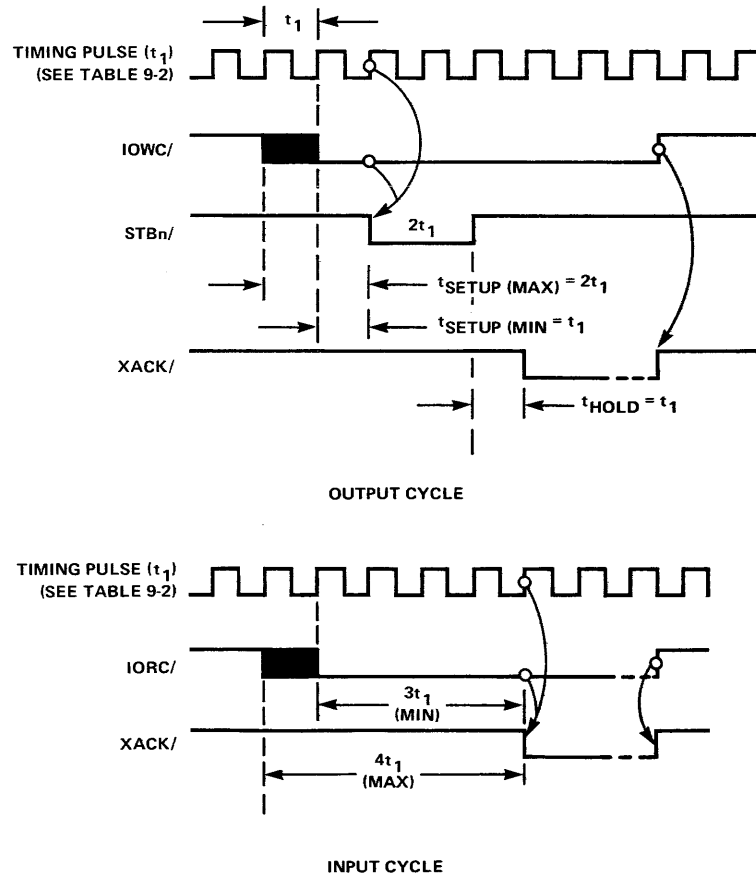 t1
TIMING PULSE (t1)
(SEE TABLE 9-2)
IOWC/
STBn/
2t1
tSETUP (MAX) = 2t1
tSETUP (MIN = t1
XACK/
tHOLD = t1
OUTPUT CYCLE
TIMING PULSE (t1)
(SEE TABLE 9-2)
IORC/
3t1
(MIN)
XACK/
4t1
(MAX)
INPUT CYCLE